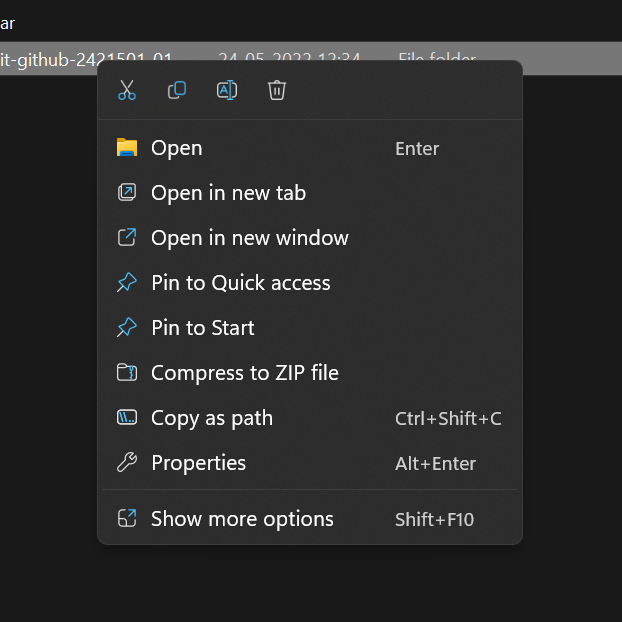 ar
it-github-2421501-01 24-05-2022 12:34 File folder
Open Enter
Open in new tab
Open in new window
Pin to Quick access
Pin to Start
Compress to ZIP file
Copy as path Ctrl+Shift+C
Properties Alt+Enter
Show more options Shift+F10